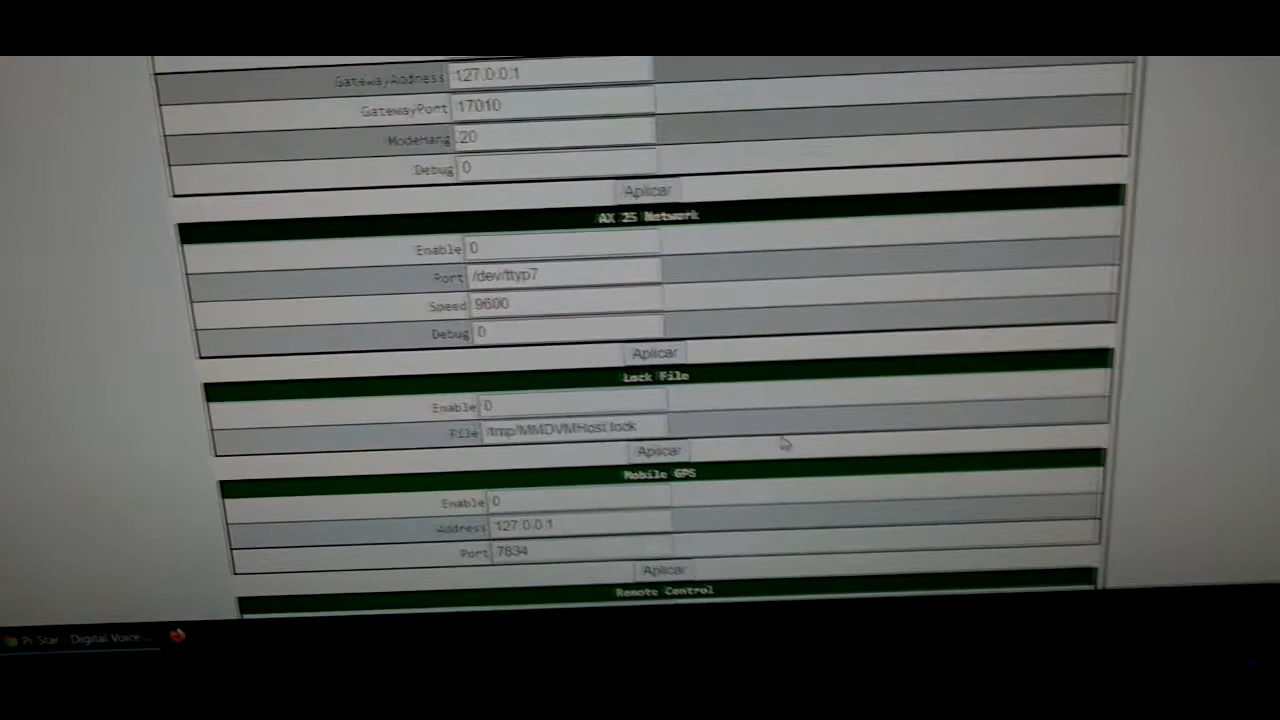 GatewayAddress 127.0.0.1
GatewayPort 17010
ModeHang 20
Debug 0
Aplicar
AX 25 Network
Enable 0
Port /dev/ttyp7
Speed 9600
Debug 0
Aplicar
Lock File
Enable 0
File /tmp/MMDVMHost.lock
Aplicar
Mobile GPS
Enable 0
Address 127.0.0.1
Port 7834
Aplicar
Remote Control
Pi-Star - Digital Voice ...